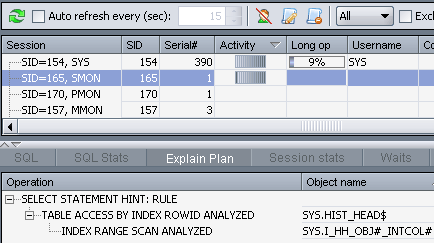 Auto refresh every (sec): 15 All Exclu
Session SID Serial# Activity Long op Username Co
SID=154, SYS 154 390 9% SYS
SID=165, SMON 165 1
SID=170, PMON 170 1
SID=157, MMON 157 3
SQL SQL Stats Explain Plan Session stats Waits
Operation Object name
SELECT STATEMENT HINT: RULE
TABLE ACCESS BY INDEX ROWID ANALYZED SYS.HIST_HEAD$
INDEX RANGE SCAN ANALYZED SYS.I_HH_OBJ#_INTCOL#